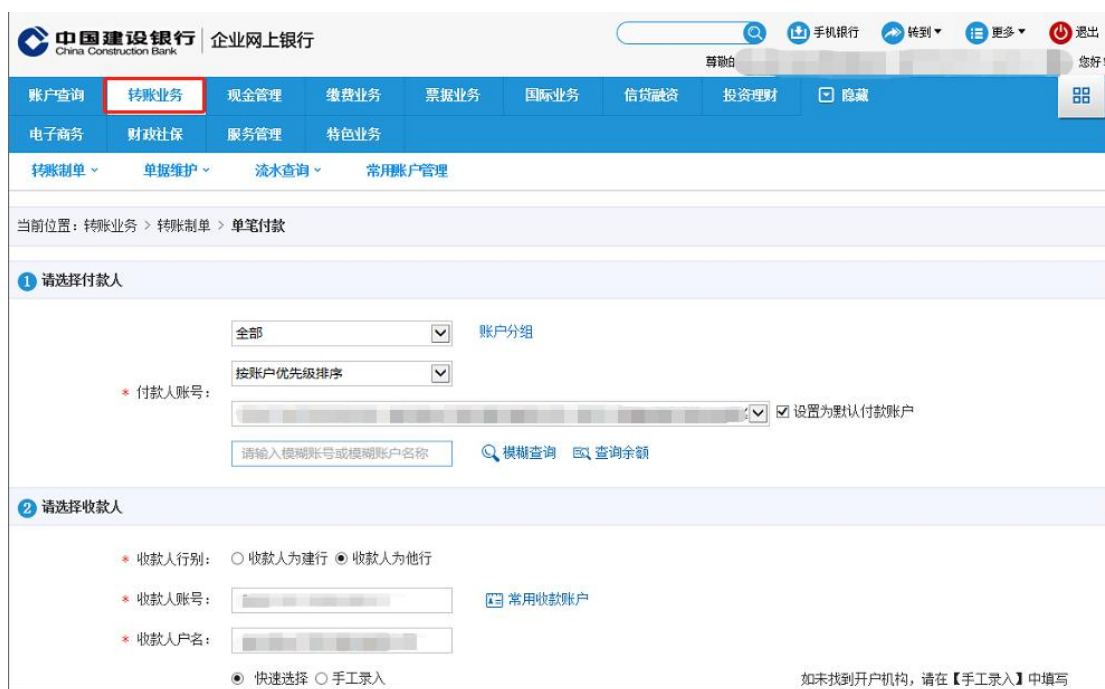 中国建设银行 企业网上银行 手机银行 转到 更多 退出
China Construction Bank
尊敬的 您好!
账户查询 转账业务 现金管理 缴费业务 票据业务 国际业务 信贷融资 投资理财 隐藏
电子商务 财政社保 服务管理 特色业务
转账制单 单据维护 流水查询 常用账户管理
当前位置：转账业务 > 转账制单 > 单笔付款
1 请选择付款人
全部 账户分组
按账户优先级排序
* 付款人账号：
设置为默认付款账户
请输入模糊账号或模糊账户名称 模糊查询 查询余额
2 请选择收款人
* 收款人行别： 收款人为建行 收款人为他行
* 收款人账号： 常用收款账户
* 收款人户名：
快速选择 手工录入 如未找到开户机构，请在【手工录入】中填写